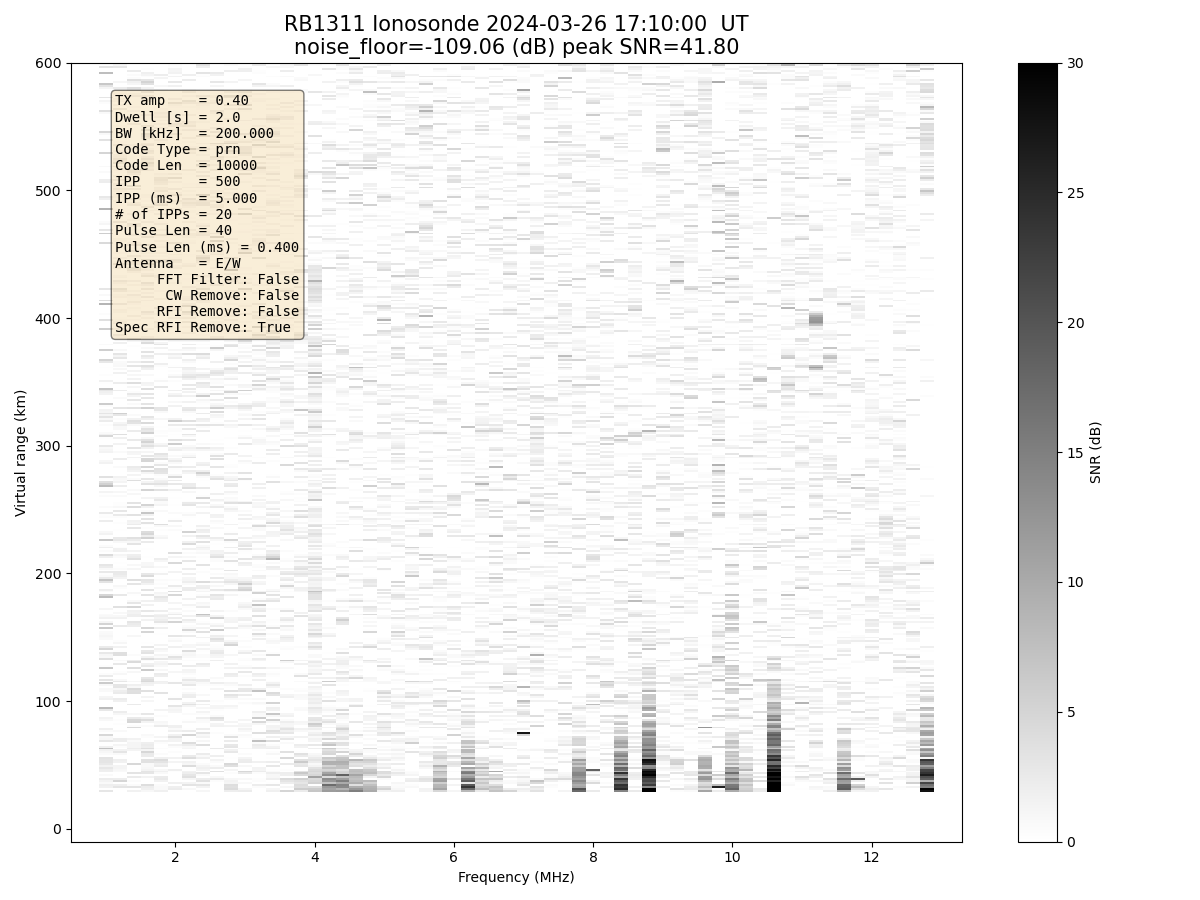 RB1311 Ionosonde 2024-03-26 17:10:00  UT
noise_floor=-109.06 (dB) peak SNR=41.80
TX amp    = 0.40
Dwell [s] = 2.0
BW [kHz]  = 200.000
Code Type = prn
Code Len  = 10000
IPP       = 500
IPP (ms)  = 5.000
# of IPPs = 20
Pulse Len = 40
Pulse Len (ms) = 0.400
Antenna   = E/W
FFT Filter: False
CW Remove: False
RFI Remove: False
Spec RFI Remove: True
600
500
400
300
200
100
0
Virtual range (km)
2 4 6 8 10 12
Frequency (MHz)
30
25
20
15
10
5
0
SNR (dB)